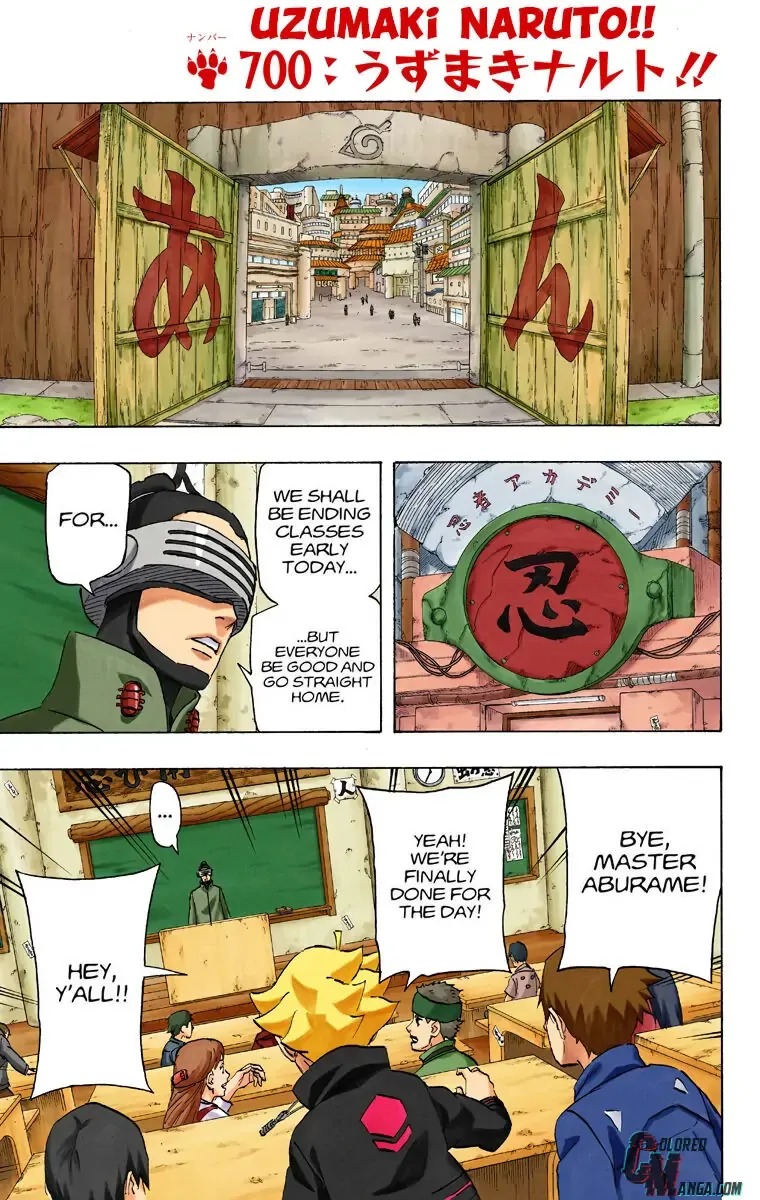 UZUMAKI NARUTO!!
ナンバー
700:うずまきナルト!!
あ
ん
忍者アカデミー
忍
WE SHALL
BE ENDING
CLASSES
EARLY
TODAY...
...BUT
EVERYONE
BE GOOD AND
GO STRAIGHT
HOME.
FOR...
BYE,
MASTER
ABURAME!
YEAH!
WE'RE
FINALLY
DONE FOR
THE DAY!
...
人
HEY,
Y'ALL!!
COLORED
MANGA.COM